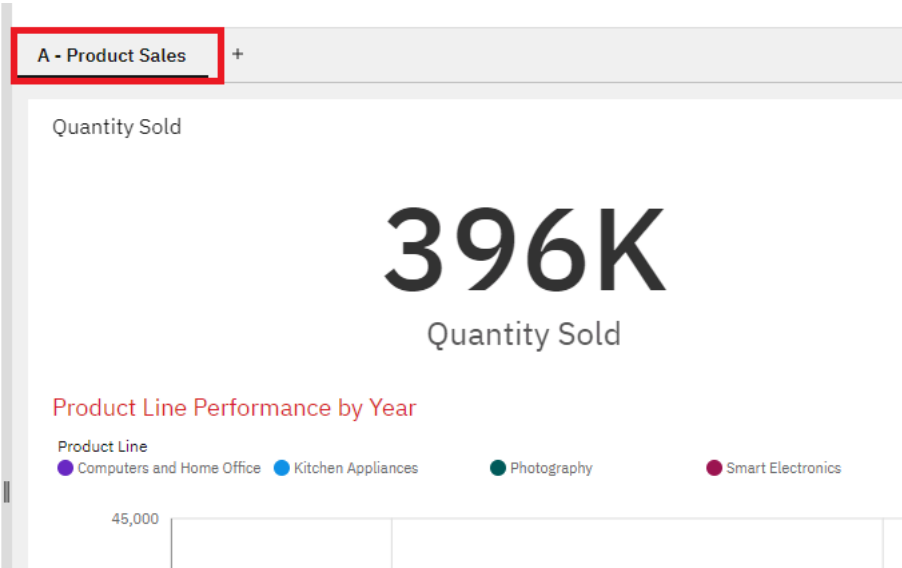 A - Product Sales +
Quantity Sold
396K
Quantity Sold
Product Line Performance by Year
Product Line
Computers and Home Office Kitchen Appliances Photography Smart Electronics
45,000